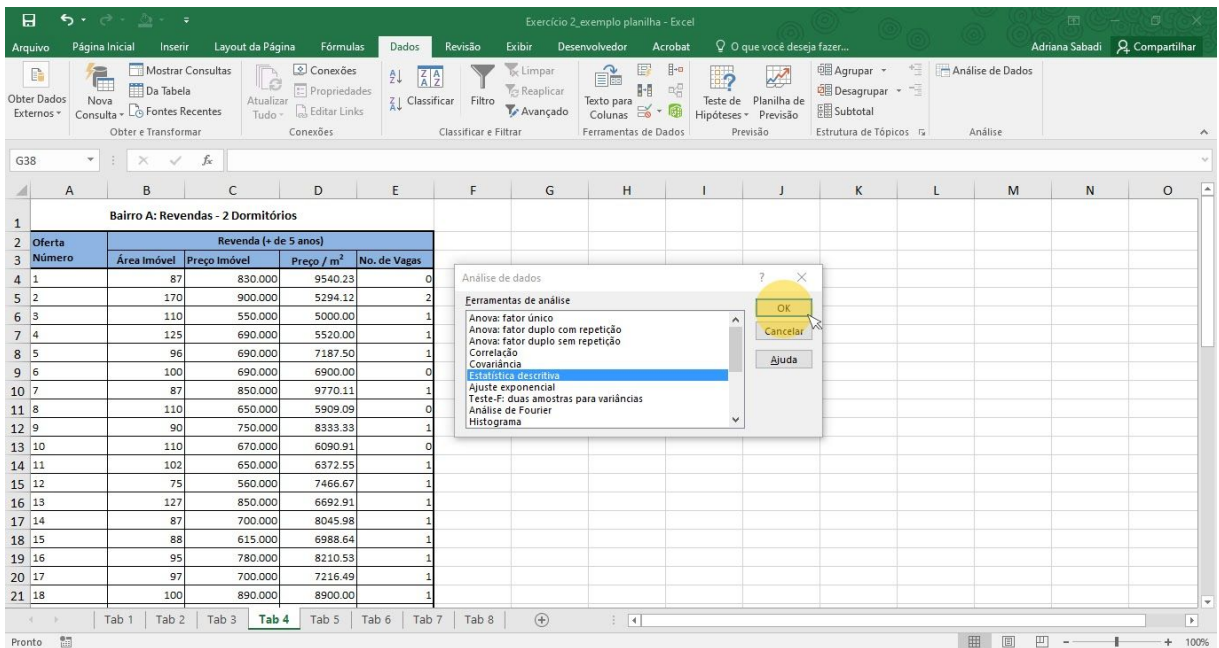 Exercício 2_exemplo planilha - Excel
Arquivo Página Inicial Inserir Layout da Página Fórmulas Dados Revisão Exibir Desenvolvedor Acrobat O que você deseja fazer... Adriana Sabadi Compartilhar
Obter Dados Externos
Nova Consulta
Mostrar Consultas
Da Tabela
Fontes Recentes
Obter e Transformar
Atualizar Tudo
Conexões
Propriedades
Editar Links
Conexões
Classificar
Filtro
Limpar
Reaplicar
Avançado
Classificar e Filtrar
Texto para Colunas
Ferramentas de Dados
Teste de Hipóteses
Planilha de Previsão
Previsão
Agrupar
Desagrupar
Subtotal
Estrutura de Tópicos
Análise de Dados
Análise
G38 fx
A B C D E F G H I J K L M N O
1 Bairro A: Revendas - 2 Dormitórios
2 Oferta Revenda (+ de 5 anos)
3 Número Área Imóvel Preço Imóvel Preço / m² No. de Vagas
4 1 87 830.000 9540.23 0
5 2 170 900.000 5294.12 2
6 3 110 550.000 5000.00 1
7 4 125 690.000 5520.00 1
8 5 96 690.000 7187.50 1
9 6 100 690.000 6900.00 0
10 7 87 850.000 9770.11 1
11 8 110 650.000 5909.09 0
12 9 90 750.000 8333.33 1
13 10 110 670.000 6090.91 0
14 11 102 650.000 6372.55 1
15 12 75 560.000 7466.67 1
16 13 127 850.000 6692.91 1
17 14 87 700.000 8045.98 1
18 15 88 615.000 6988.64 1
19 16 95 780.000 8210.53 1
20 17 97 700.000 7216.49 1
21 18 100 890.000 8900.00 1
Análise de dados ? ×
Ferramentas de análise
Anova: fator único
Anova: fator duplo com repetição
Anova: fator duplo sem repetição
Correlação
Covariância
Estatística descritiva
Ajuste exponencial
Teste-F: duas amostras para variâncias
Análise de Fourier
Histograma
OK
Cancelar
Ajuda
Tab 1 Tab 2 Tab 3 Tab 4 Tab 5 Tab 6 Tab 7 Tab 8
Pronto 100%